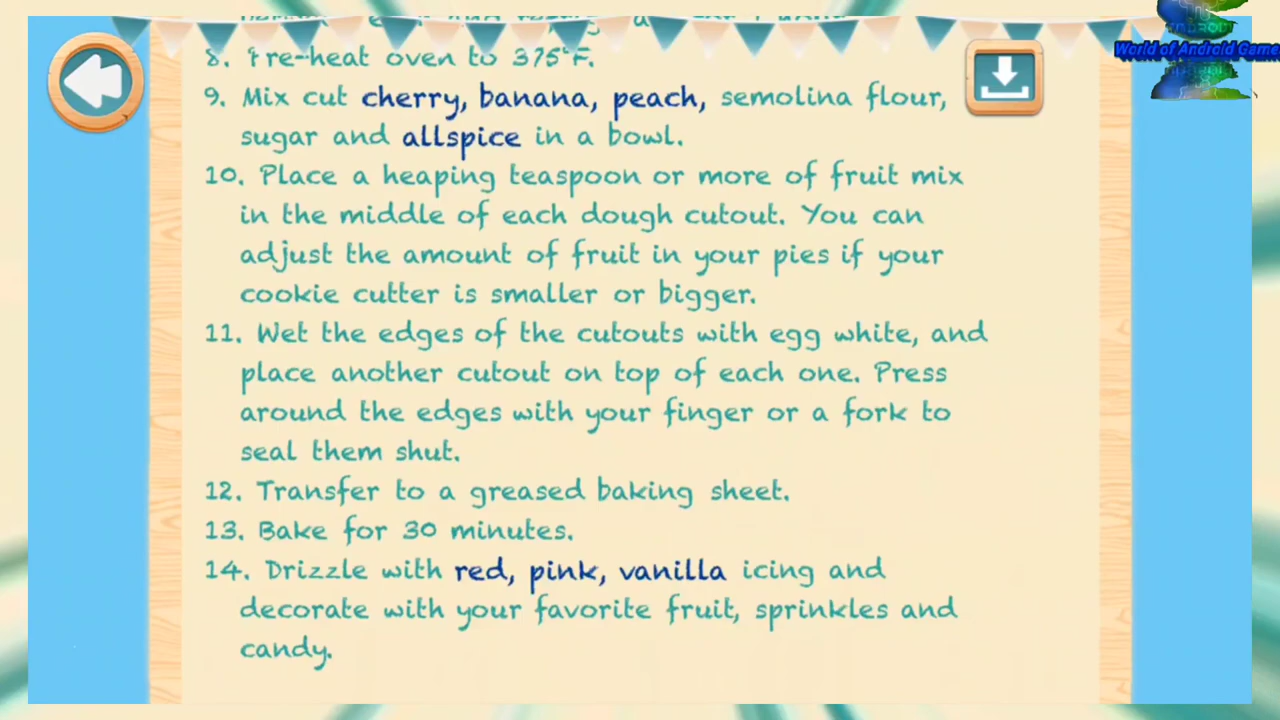 8. Pre-heat oven to 375°F.
9. Mix cut cherry, banana, peach, semolina flour,
sugar and allspice in a bowl.
10. Place a heaping teaspoon or more of fruit mix
in the middle of each dough cutout. You can
adjust the amount of fruit in your pies if your
cookie cutter is smaller or bigger.
11. Wet the edges of the cutouts with egg white, and
place another cutout on top of each one. Press
around the edges with your finger or a fork to
seal them shut.
12. Transfer to a greased baking sheet.
13. Bake for 30 minutes.
14. Drizzle with red, pink, vanilla icing and
decorate with your favorite fruit, sprinkles and
candy.
World of Android Game